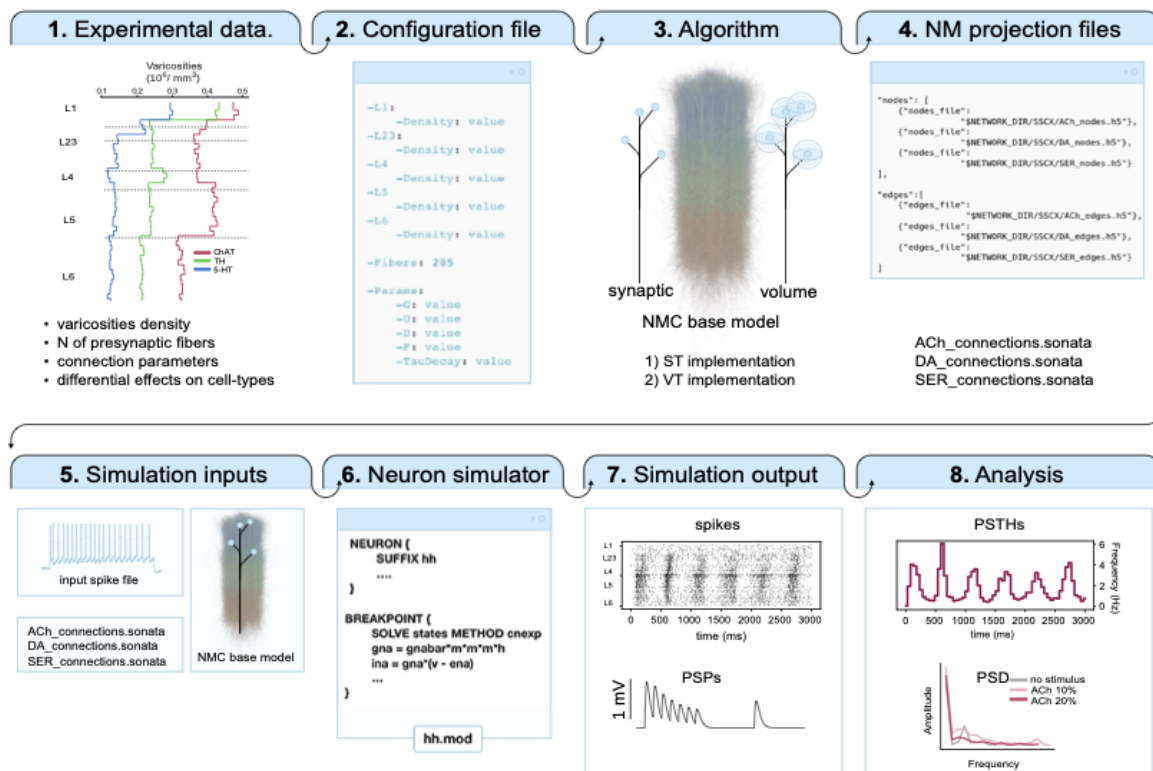 1. Experimental data.
2. Configuration file
3. Algorithm
4. NM projection files
Varicosities
(10⁶/ mm³)
0.1 0.2 0.3 0.4 0.5
L1
L23
L4
L5
L6
ChAT
TH
5-HT
• varicosities density
• N of presynaptic fibers
• connection parameters
• differential effects on cell-types
-L1:
-Density: value
-L23:
-Density: value
-L4
-Density: value
-L5
-Density: value
-L6
-Density: value
-Fibers: 285
-Params:
-G: value
-U: value
-D: value
-F: value
-TauDecay: value
synaptic
volume
NMC base model
1) ST implementation
2) VT implementation
"nodes": [
{"nodes_file":
"$NETWORK_DIR/SSCX/ACh_nodes.h5"},
{"nodes_file":
"$NETWORK_DIR/SSCX/DA_nodes.h5"},
{"nodes_file":
"$NETWORK_DIR/SSCX/SER_nodes.h5"}
],
"edges":[
{"edges_file":
"$NETWORK_DIR/SSCX/ACh_edges.h5"},
{"edges_file":
"$NETWORK_DIR/SSCX/DA_edges.h5"},
{"edges_file":
"$NETWORK_DIR/SSCX/SER_edges.h5"}
]
ACh_connections.sonata
DA_connections.sonata
SER_connections.sonata
5. Simulation inputs
6. Neuron simulator
7. Simulation output
8. Analysis
input spike file
ACh_connections.sonata
DA_connections.sonata
SER_connections.sonata
NMC base model
NEURON {
SUFFIX hh
....
}
BREAKPOINT {
SOLVE states METHOD cnexp
gna = gnabar*m*m*m*h
ina = gna*(v - ena)
...
}
hh.mod
spikes
L1
L23
L4
L5
L6
0 500 1000 1500 2000 2500 3000
time (ms)
PSPs
1 mV
PSTHs
6
4
2
0
Frequency (Hz)
0 500 1000 1500 2000 2500 3000
time (ms)
PSD
no stimulus
ACh 10%
ACh 20%
Amplitude
Frequency